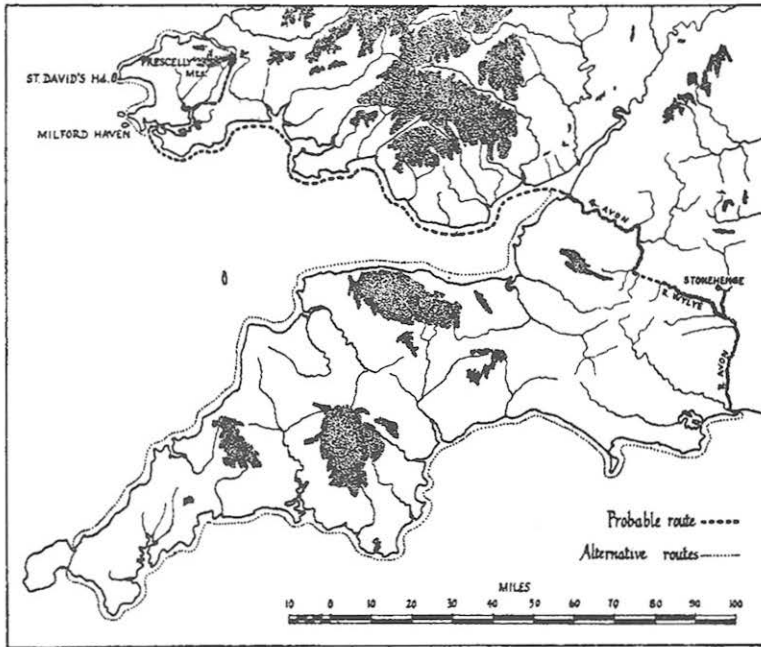 PRESCELLY
MTS.
ST. DAVID'S Hd.
MILFORD HAVEN
R. AVON
STONEHENGE
R. WYLYE
R. AVON
Probable route
Alternative routes
MILES
10 0 10 20 30 40 50 60 70 80 90 100